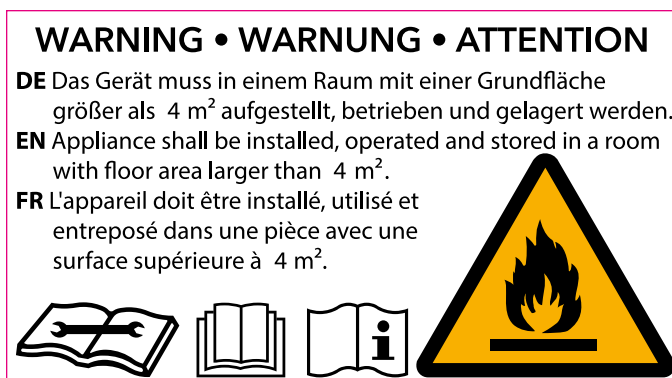 WARNING • WARNUNG • ATTENTION
DE Das Gerät muss in einem Raum mit einer Grundfläche
größer als 4 m² aufgestellt, betrieben und gelagert werden.
EN Appliance shall be installed, operated and stored in a room
with floor area larger than 4 m².
FR L'appareil doit être installé, utilisé et
entreposé dans une pièce avec une
surface supérieure à 4 m².
i